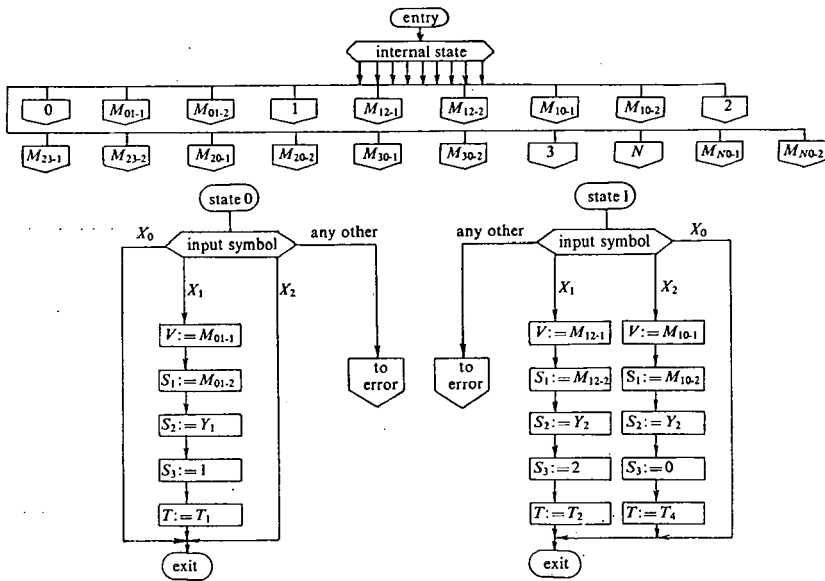 entry
internal state
0 M01-1 M01-2 1 M12-1 M12-2 M10-1 M10-2 2
M23-1 M23-2 M20-1 M20-2 M30-1 M30-2 3 N MN0-1 MN0-2
state 0
X0 input symbol any other
X1 X2
V:=M01-1
S1:=M01-2
S2:=Y1
S3:=1
T:=T1
exit
to
error
state 1
any other input symbol X0
X1 X2
V:=M12-1 V:=M10-1
S1:=M12-2 S1:=M10-2
S2:=Y2 S2:=Y2
S3:=2 S3:=0
T:=T2 T:=T4
exit
to
error